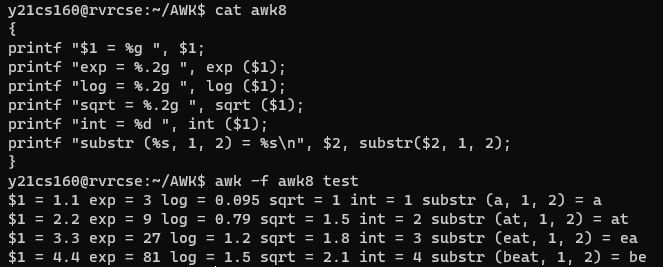 y21cs160@rvrcse:~/AWK$ cat awk8
{
printf "$1 = %g ", $1;
printf "exp = %.2g ", exp ($1);
printf "log = %.2g ", log ($1);
printf "sqrt = %.2g ", sqrt ($1);
printf "int = %d ", int ($1);
printf "substr (%s, 1, 2) = %s\n", $2, substr($2, 1, 2);
}
y21cs160@rvrcse:~/AWK$ awk -f awk8 test
$1 = 1.1 exp = 3 log = 0.095 sqrt = 1 int = 1 substr (a, 1, 2) = a
$1 = 2.2 exp = 9 log = 0.79 sqrt = 1.5 int = 2 substr (at, 1, 2) = at
$1 = 3.3 exp = 27 log = 1.2 sqrt = 1.8 int = 3 substr (eat, 1, 2) = ea
$1 = 4.4 exp = 81 log = 1.5 sqrt = 2.1 int = 4 substr (beat, 1, 2) = be